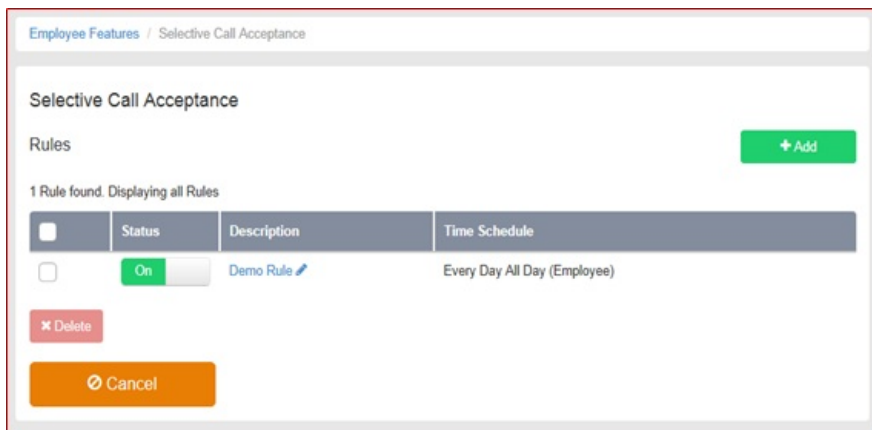 Employee Features / Selective Call Acceptance
Selective Call Acceptance
Rules
+ Add
1 Rule found. Displaying all Rules
Status Description Time Schedule
On Demo Rule Every Day All Day (Employee)
Delete
Cancel